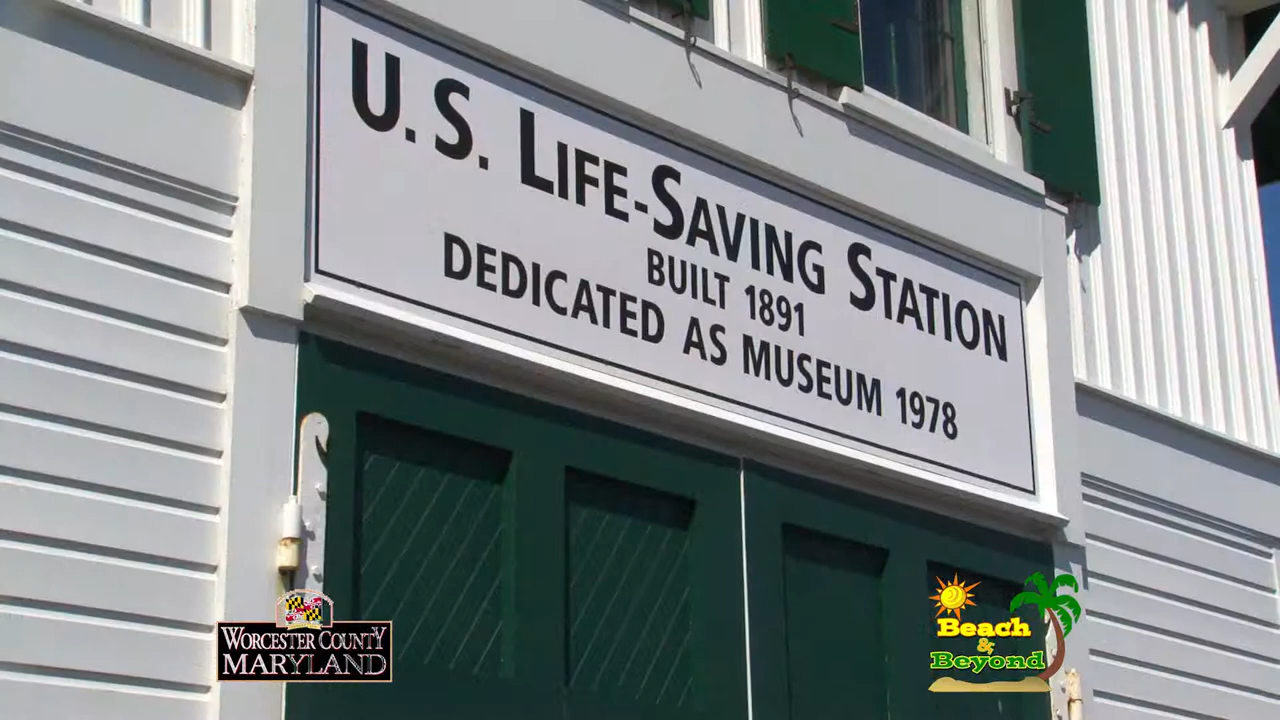 U.S. LIFE-SAVING STATION
BUILT 1891
DEDICATED AS MUSEUM 1978
WORCESTER COUNTY
MARYLAND
Beach
&
Beyond